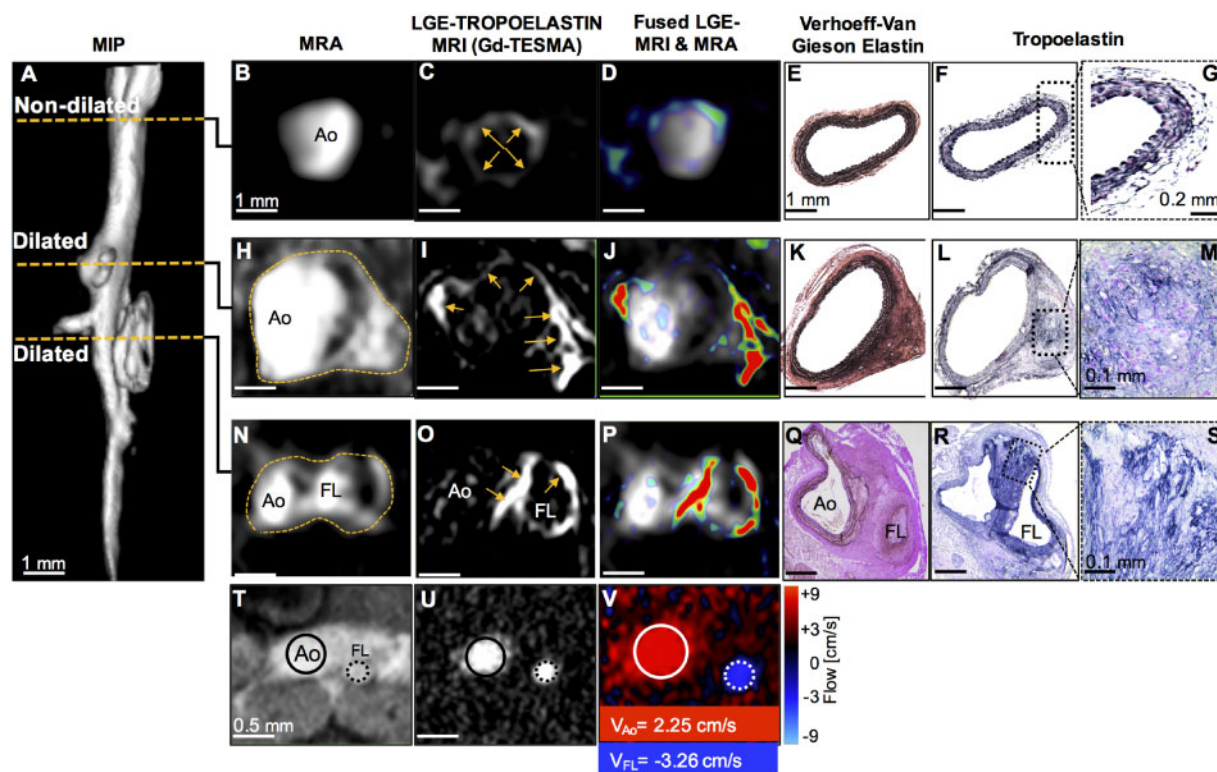 MIP
MRA
LGE-TROPOELASTIN
MRI (Gd-TESMA)
Fused LGE-
MRI & MRA
Verhoeff-Van
Gieson Elastin
Tropoelastin
A
Non-dilated
Dilated
Dilated
1 mm
B
Ao
1 mm
C
D
E
1 mm
F
G
0.2 mm
H
Ao
I
J
K
L
M
0.1 mm
N
Ao
FL
O
Ao
FL
P
Q
Ao
FL
R
FL
S
0.1 mm
T
Ao
FL
0.5 mm
U
V
VAo= 2.25 cm/s
VFL= -3.26 cm/s
+9
+3
0
-3
-9
Flow [cm/s]